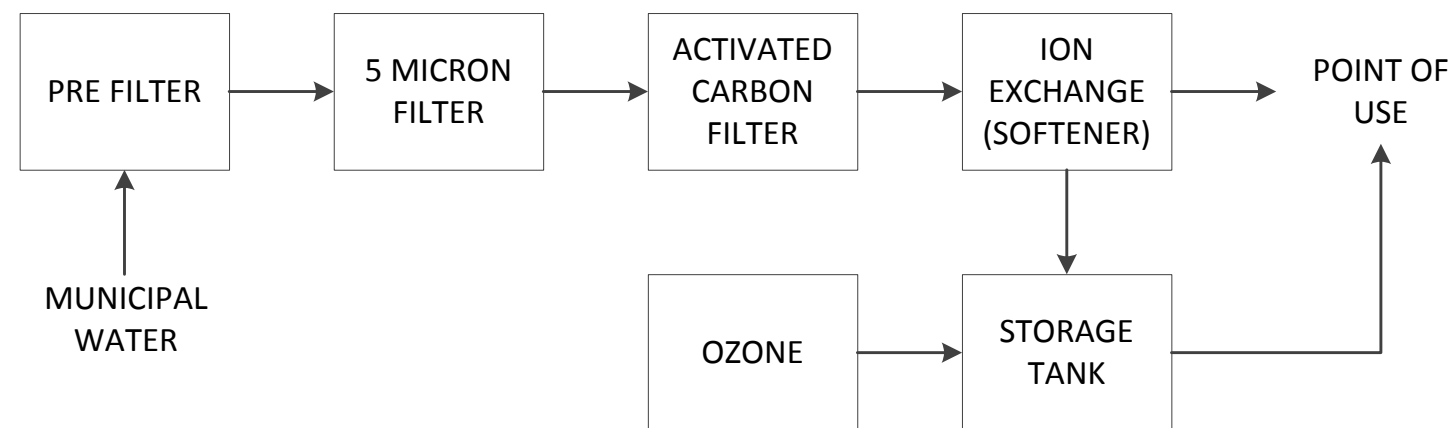 PRE FILTER
5 MICRON
FILTER
ACTIVATED
CARBON
FILTER
ION
EXCHANGE
(SOFTENER)
POINT OF
USE
MUNICIPAL
WATER
OZONE
STORAGE
TANK